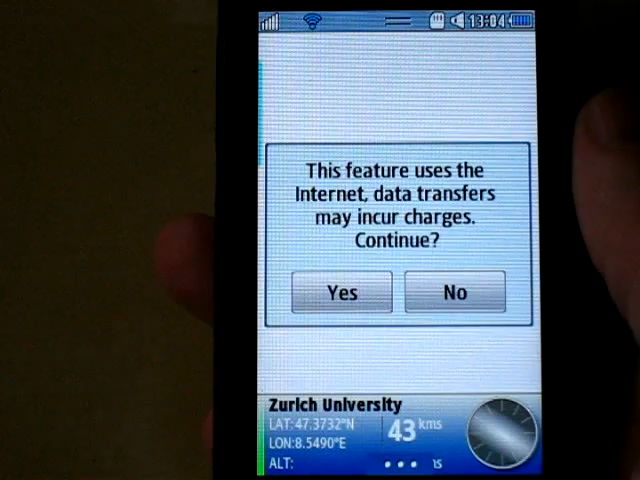 13:04
This feature uses the
Internet, data transfers
may incur charges.
Continue?
Yes No
Zurich University
LAT: 47.3732°N
43 kms
LON: 8.5490°E
ALT: